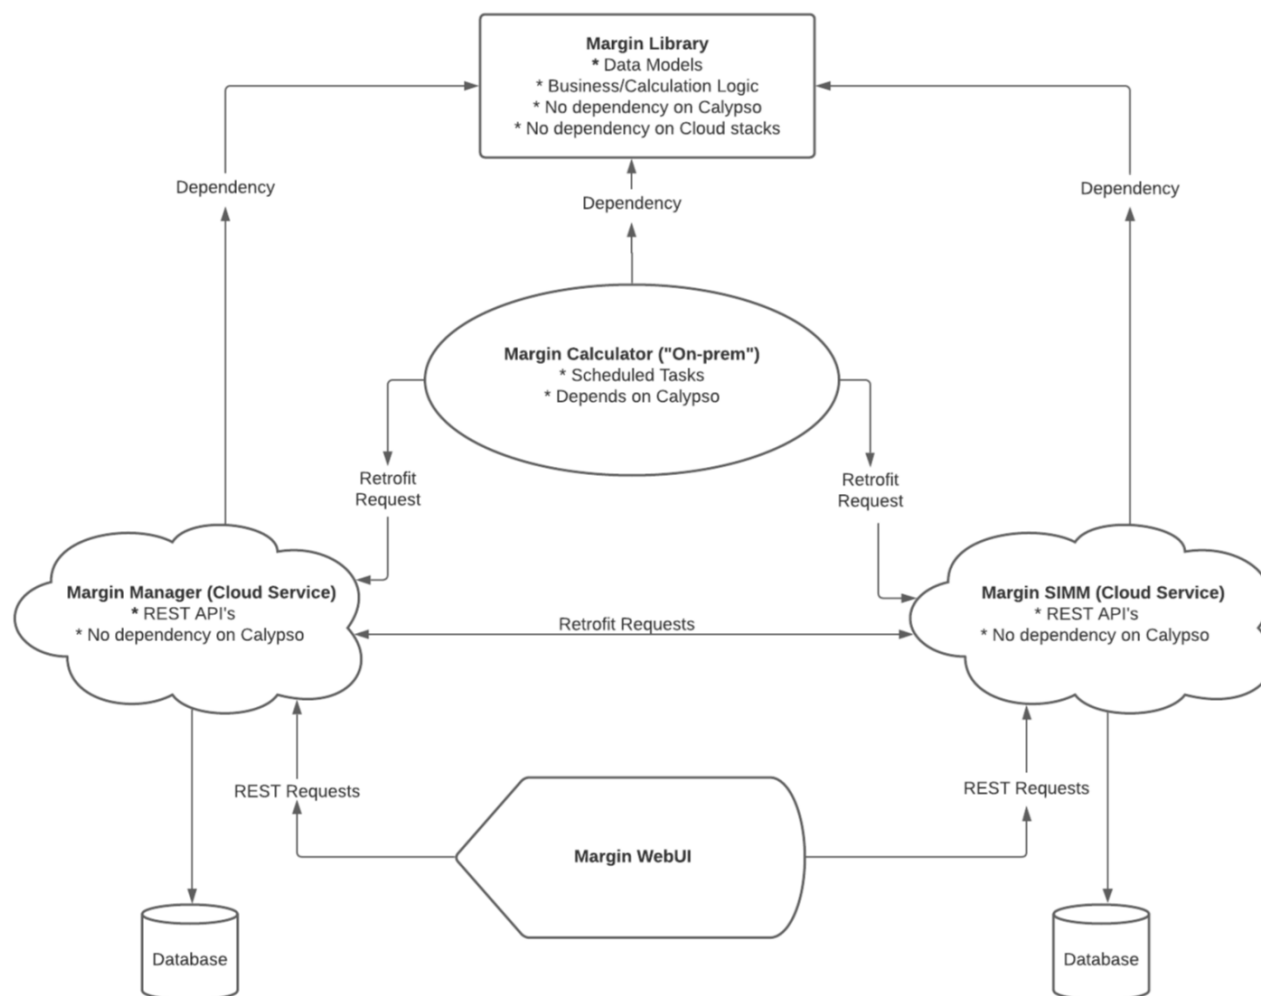 Margin Library
* Data Models
* Business/Calculation Logic
* No dependency on Calypso
* No dependency on Cloud stacks
Dependency
Dependency
Dependency
Margin Calculator ("On-prem")
* Scheduled Tasks
* Depends on Calypso
Retrofit
Request
Retrofit
Request
Margin Manager (Cloud Service)
* REST API's
* No dependency on Calypso
Margin SIMM (Cloud Service)
* REST API's
* No dependency on Calypso
Retrofit Requests
REST Requests
REST Requests
Margin WebUI
Database
Database